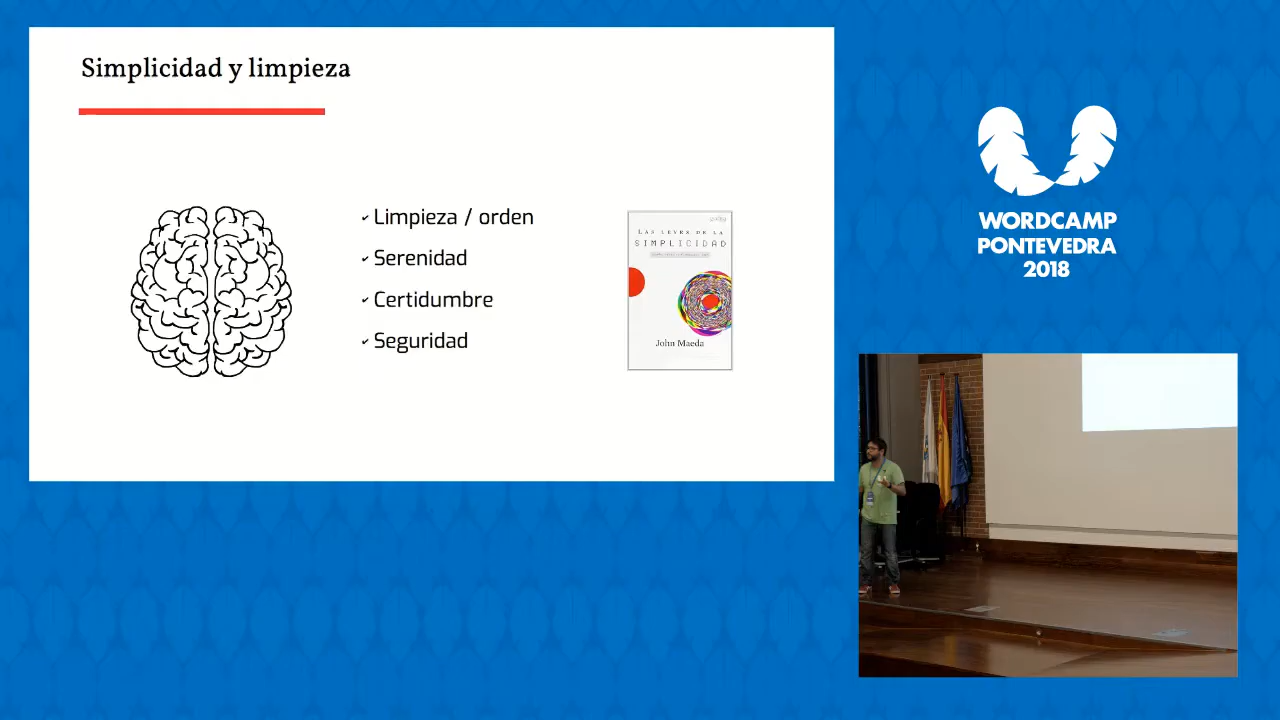 Simplicidad y limpieza
Limpieza / orden
Serenidad
Certidumbre
Seguridad
LAS LEYES DE LA
SIMPLICIDAD
John Maeda
WORDCAMP
PONTEVEDRA
2018